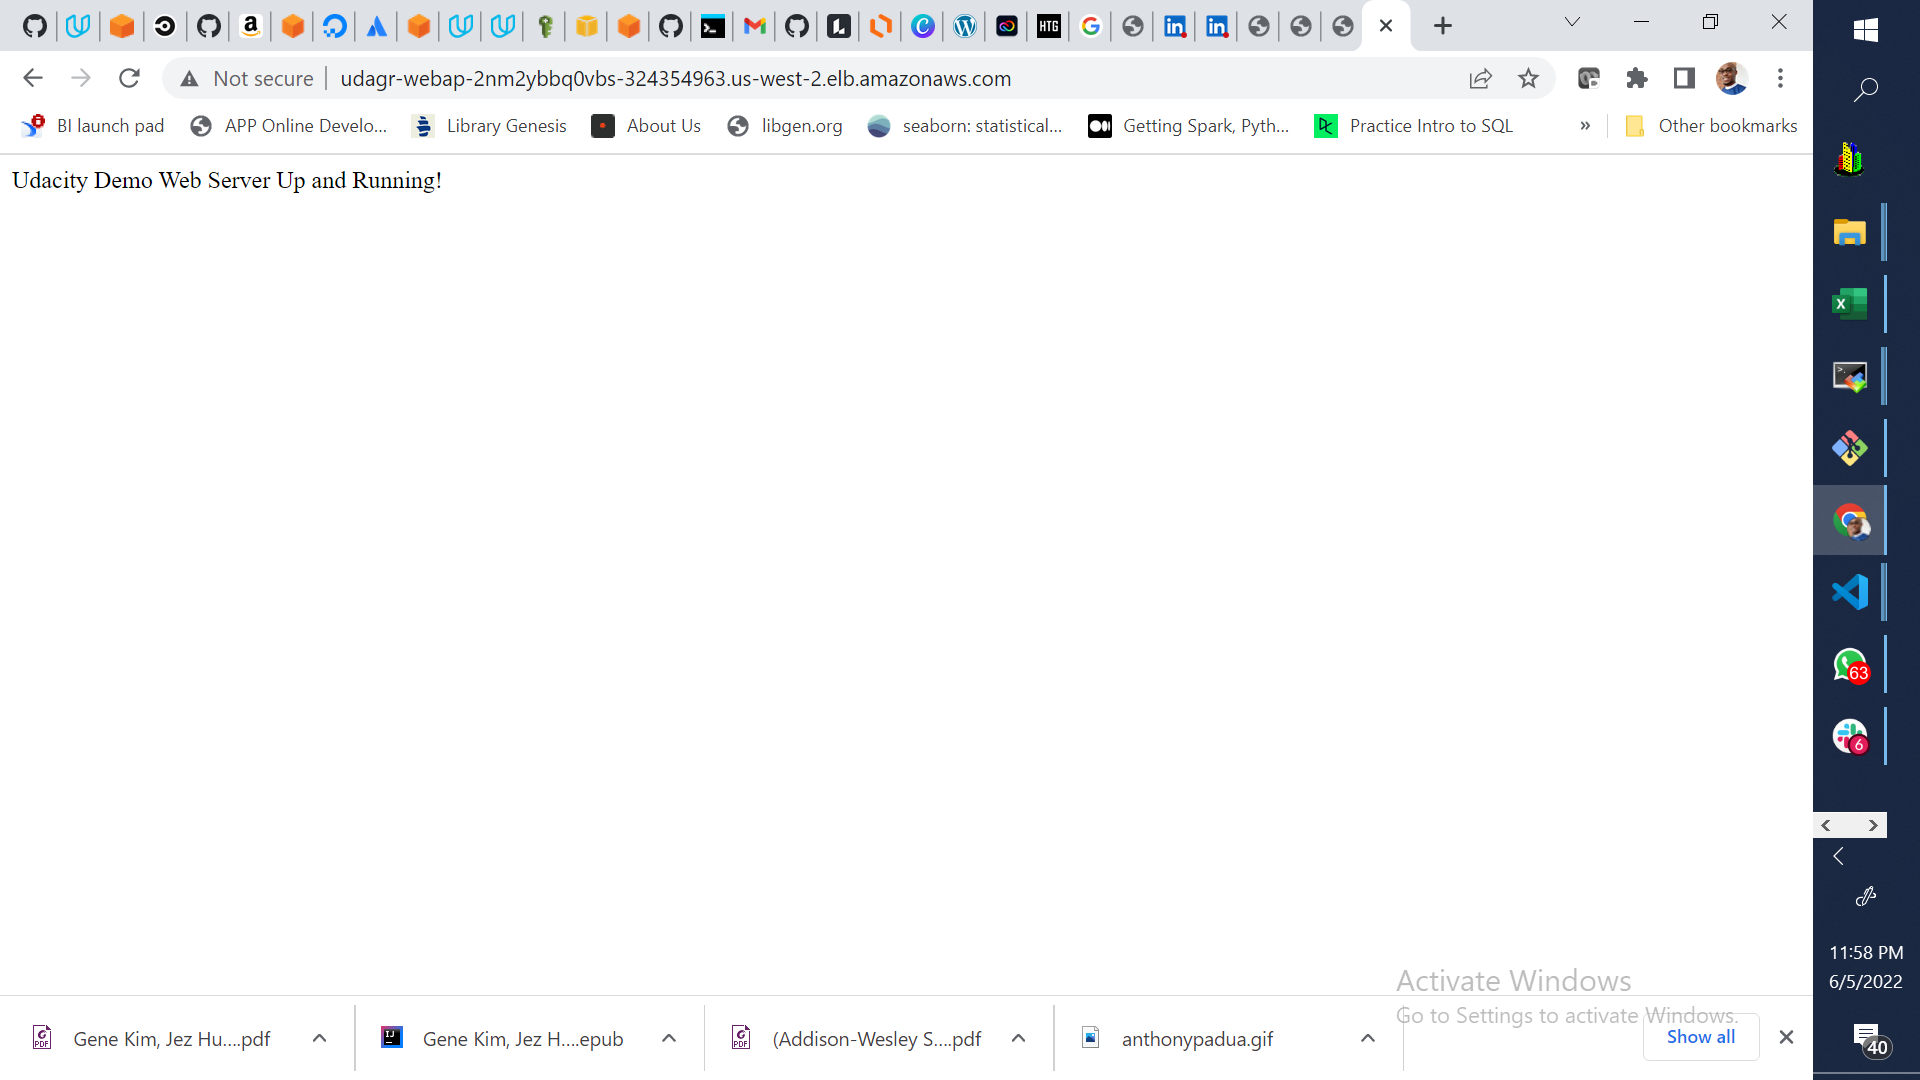 HTG
Not secure
udagr-webap-2nm2ybbq0vbs-324354963.us-west-2.elb.amazonaws.com
BI launch pad
APP Online Develo...
Library Genesis
About Us
libgen.org
seaborn: statistical...
Getting Spark, Pyth...
Practice Intro to SQL
»
Other bookmarks
Udacity Demo Web Server Up and Running!
63
6
11:58 PM
6/5/2022
40
Activate Windows
Go to Settings to activate Windows.
Gene Kim, Jez Hu....pdf
Gene Kim, Jez H....epub
(Addison-Wesley S....pdf
anthonypadua.gif
Show all